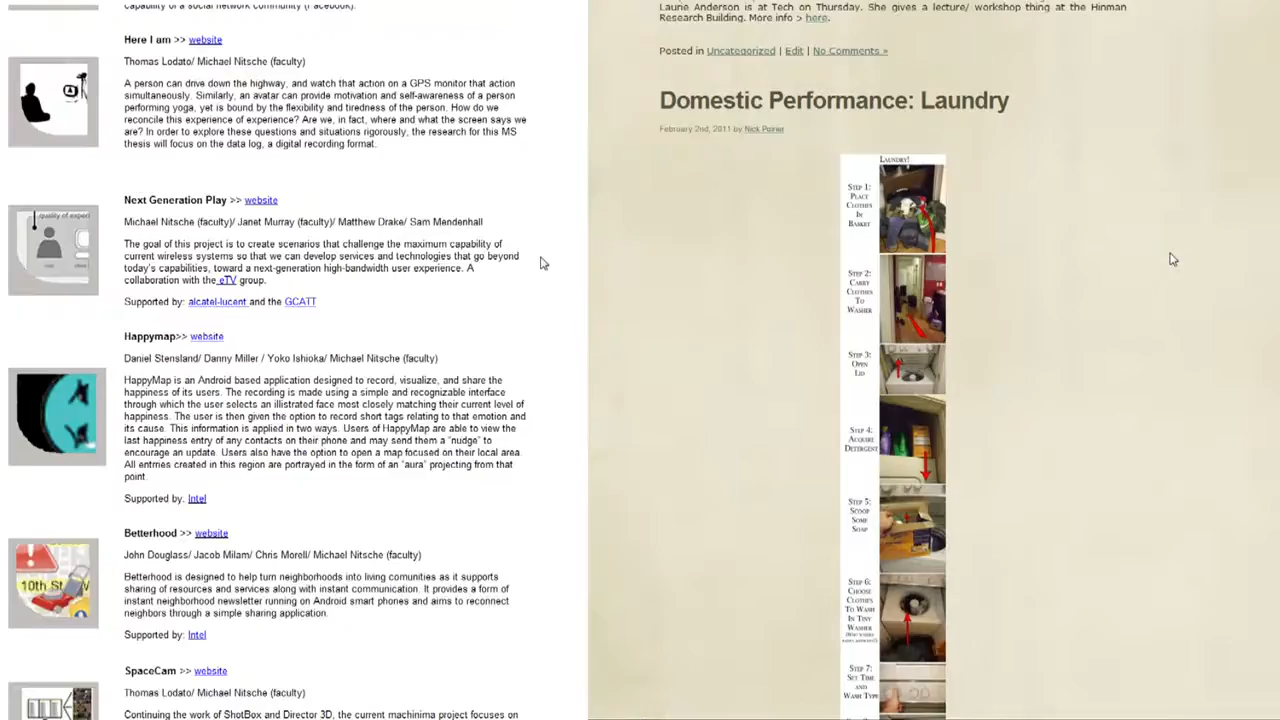 capability of a social network community (Facebook).
Here I am >> website
Thomas Lodato/ Michael Nitsche (faculty)
A person can drive down the highway, and watch that action on a GPS monitor that action
simultaneously. Similarly, an avatar can provide motivation and self-awareness of a person
performing yoga, yet is bound by the flexibility and tiredness of the person. How do we
reconcile this experience of experience? Are we, in fact, where and what the screen says we
are? In order to explore these questions and situations rigorously, the research for this MS
thesis will focus on the data log, a digital recording format.
quality of experi
Next Generation Play >> website
Michael Nitsche (faculty)/ Janet Murray (faculty)/ Matthew Drake/ Sam Mendenhall
The goal of this project is to create scenarios that challenge the maximum capability of
current wireless systems so that we can develop services and technologies that go beyond
today's capabilities, toward a next-generation high-bandwidth user experience. A
collaboration with the eTV group.
Supported by: alcatel-lucent and the GCATT
Happymap>> website
Daniel Stensland/ Danny Miller / Yoko Ishioka/ Michael Nitsche (faculty)
HappyMap is an Android based application designed to record, visualize, and share the
happiness of its users. The recording is made using a simple and recognizable interface
through which the user selects an illustrated face most closely matching their current level of
happiness. The user is then given the option to record short tags relating to that emotion and
its cause. This information is applied in two ways. Users of HappyMap are able to view the
last happiness entry of any contacts on their phone and may send them a "nudge" to
encourage an update. Users also have the option to open a map focused on their local area.
All entries created in this region are portrayed in the form of an "aura" projecting from that
point.
Supported by: Intel
Betterhood >> website
John Douglass/ Jacob Milam/ Chris Morell/ Michael Nitsche (faculty)
10th St
Betterhood is designed to help turn neighborhoods into living comunities as it supports
sharing of resources and services along with instant communication. It provides a form of
instant neighborhood newsletter running on Android smart phones and aims to reconnect
neighbors through a simple sharing application.
Supported by: Intel
SpaceCam >> website
Thomas Lodato/ Michael Nitsche (faculty)
Continuing the work of ShotBox and Director 3D, the current machinima project focuses on
Laurie Anderson is at Tech on Thursday. She gives a lecture/ workshop thing at the Hinman
Research Building. More info > here.
Posted in Uncategorized | Edit | No Comments »
Domestic Performance: Laundry
February 2nd, 2011 by Nick Poirier
Laundry!
Step 1:
Place
Clothes
In
Basket
Step 2:
Carry
Clothes
To
Washer
Step 3:
Open
Lid
Step 4:
Acquire
Detergent
Step 5:
Scoop
Some
Soap
Step 6:
Choose
Clothes
To Wash
In Tiny
Washer
Step 7:
Set Time
and
Wash Type